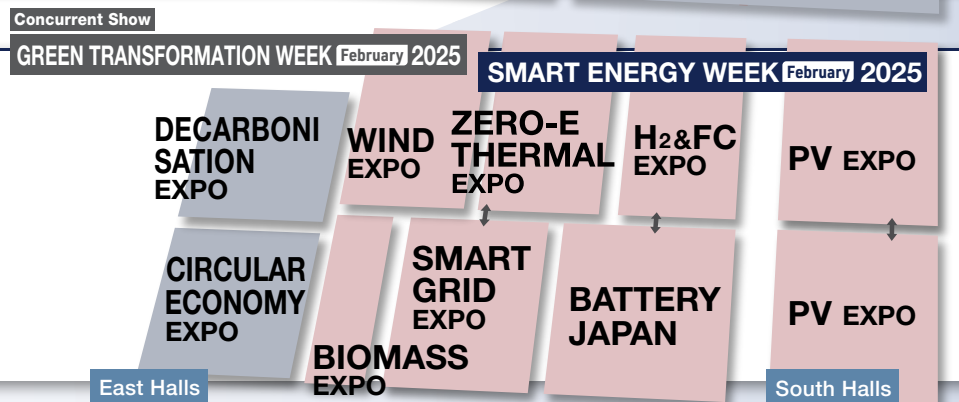 Concurrent Show
GREEN TRANSFORMATION WEEK February 2025
SMART ENERGY WEEK February 2025
DECARBONI
SATION
EXPO
WIND
EXPO
ZERO-E
THERMAL
EXPO
H2&FC
EXPO
PV EXPO
CIRCULAR
ECONOMY
EXPO
BIOMASS
EXPO
SMART
GRID
EXPO
BATTERY
JAPAN
PV EXPO
East Halls
South Halls